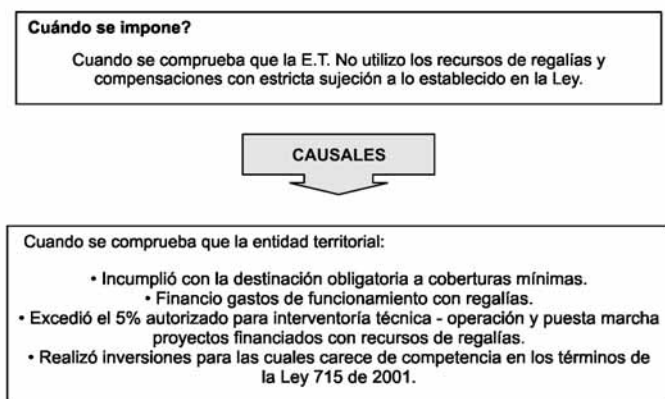 Cuándo se impone?
Cuando se comprueba que la E.T. No utilizo los recursos de regalías y
compensaciones con estricta sujeción a lo establecido en la Ley.
CAUSALES
Cuando se comprueba que la entidad territorial:
• Incumplió con la destinación obligatoria a coberturas mínimas.
• Financio gastos de funcionamiento con regalías.
• Excedió el 5% autorizado para interventoría técnica - operación y puesta marcha
proyectos financiados con recursos de regalías.
• Realizó inversiones para las cuales carece de competencia en los términos de
la Ley 715 de 2001.